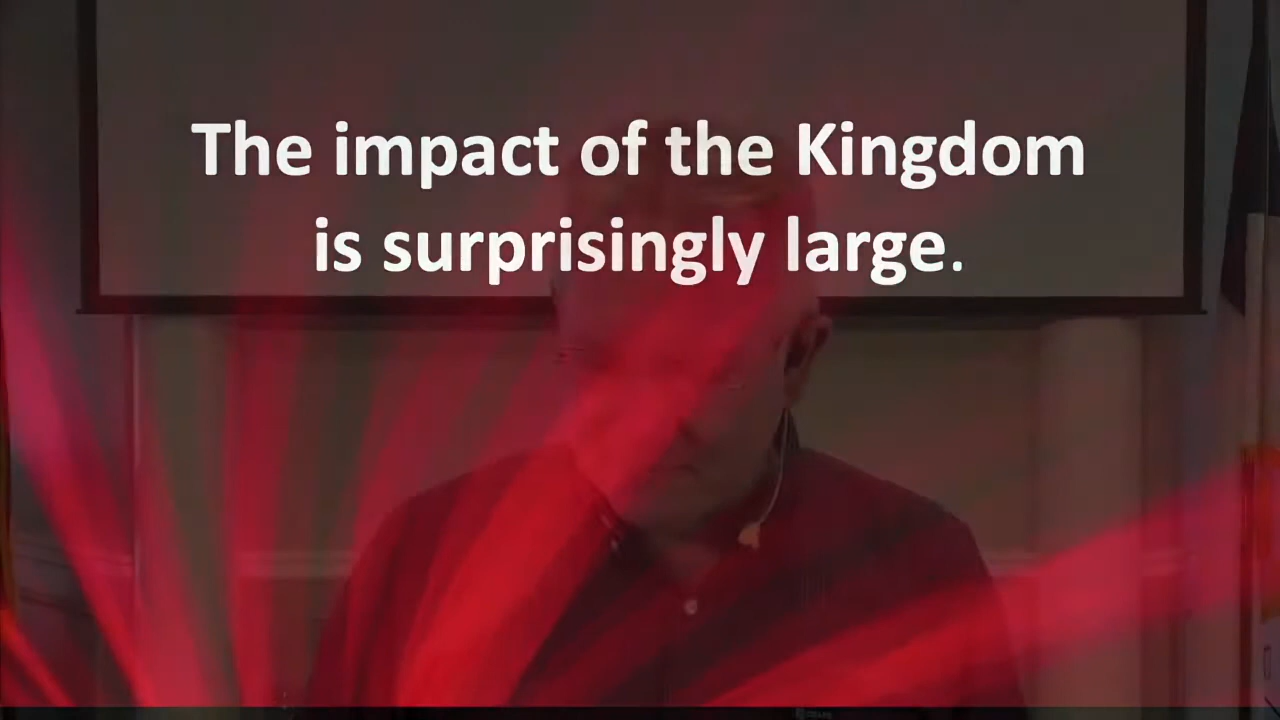 The impact of the Kingdom
is surprisingly large.